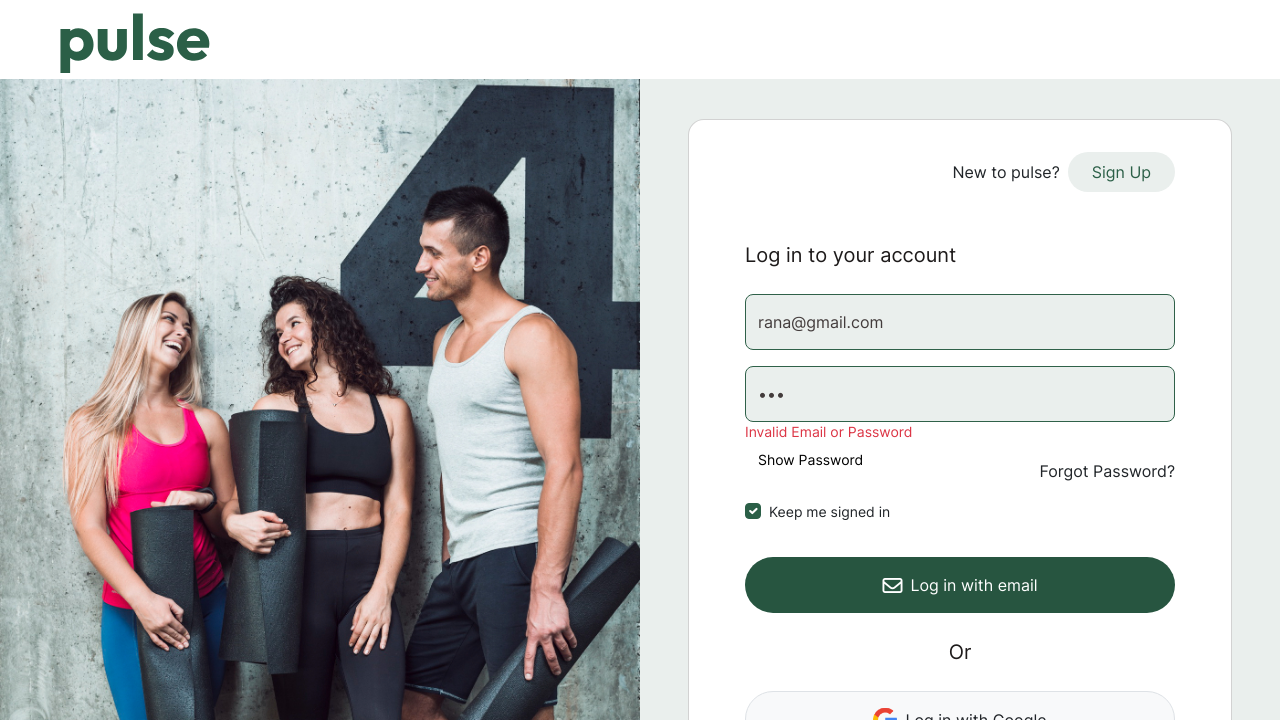 pulse
New to pulse? Sign Up
Log in to your account
rana@gmail.com
•••
Invalid Email or Password
Show Password
Forgot Password?
Keep me signed in
Log in with email
Or
Log in with Google
4